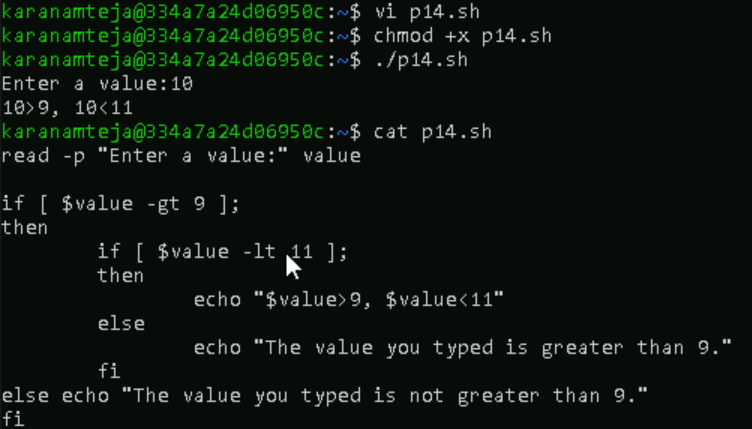 karanamteja@334a7a24d06950c:~$ vi p14.sh
karanamteja@334a7a24d06950c:~$ chmod +x p14.sh
karanamteja@334a7a24d06950c:~$ ./p14.sh
Enter a value:10
10>9, 10<11
karanamteja@334a7a24d06950c:~$ cat p14.sh
read -p "Enter a value:" value

if [ $value -gt 9 ];
then
        if [ $value -lt 11 ];
        then
                echo "$value>9, $value<11"
        else
                echo "The value you typed is greater than 9."
        fi
else echo "The value you typed is not greater than 9."
fi